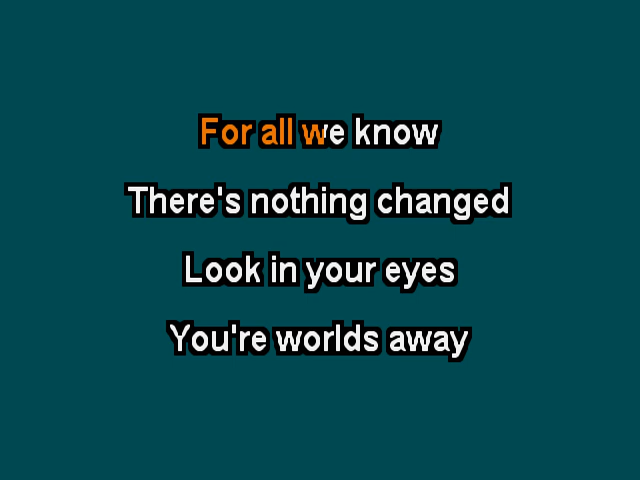 For all we know
There's nothing changed
Look in your eyes
You're worlds away